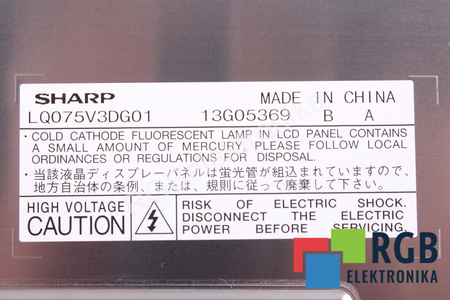 SHARP MADE IN CHINA
LQ075V3DG01 13G05369 B A
・COLD CATHODE FLUORESCENT LAMP IN LCD PANEL CONTAINS
A SMALL AMOUNT OF MERCURY, PLEASE FOLLOW LOCAL
ORDINANCES OR REGULATIONS FOR DISPOSAL.
・当該液晶ディスプレーパネルは蛍光管が組込まれていますので、
地方自治体の条例、または、規則に従って廃棄して下さい。
HIGH VOLTAGE
CAUTION
RISK OF ELECTRIC SHOCK.
DISCONNECT THE ELECTRIC
POWER BEFORE SERVICING.
RGB
ELEKTRONIKA